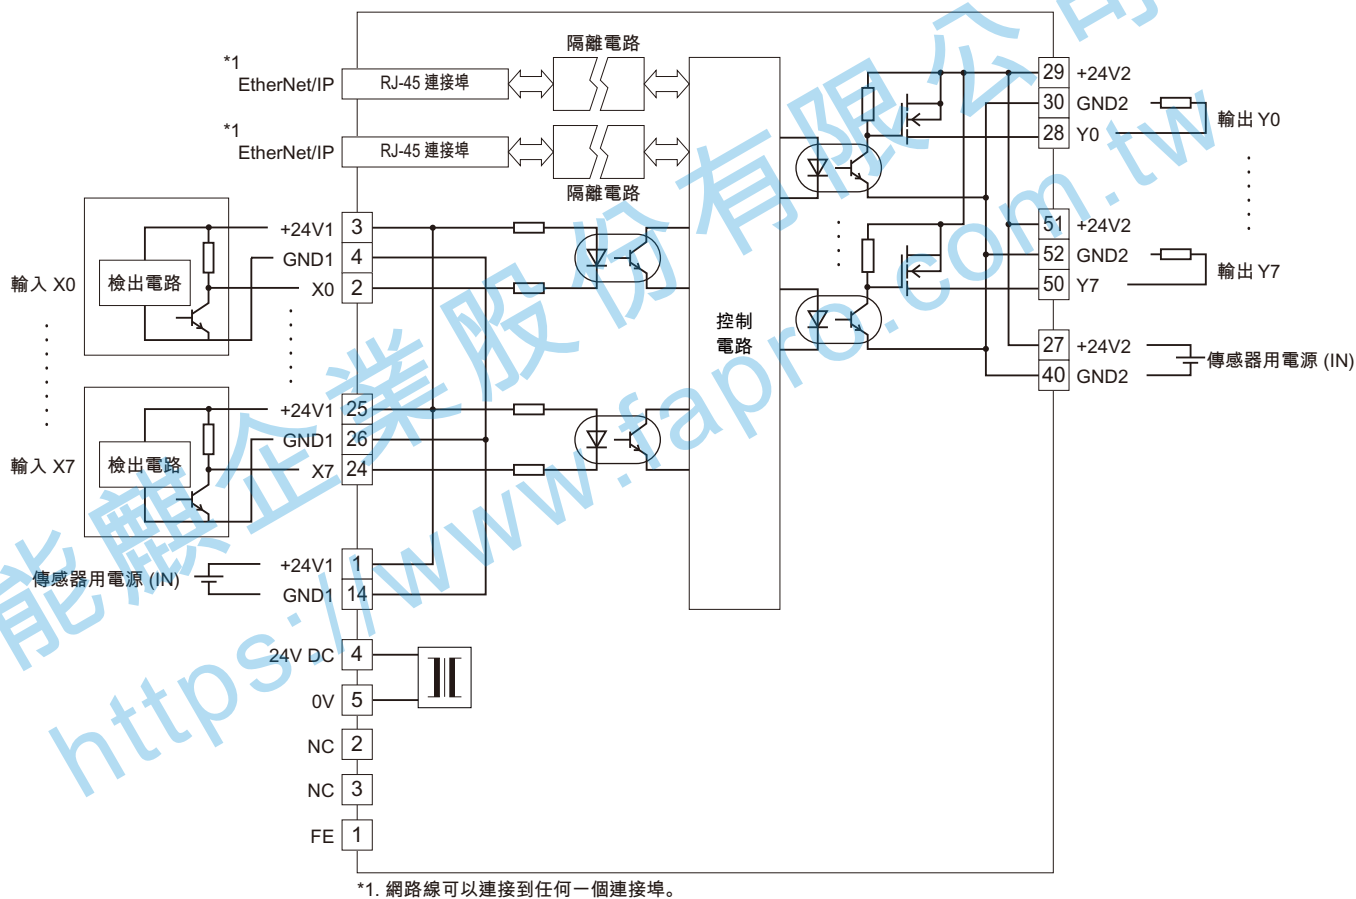 隔離電路
*1
EtherNet/IP
RJ-45 連接埠
*1
EtherNet/IP
RJ-45 連接埠
隔離電路
控制
電路
輸入 X0
檢出電路
+24V1 3
GND1 4
X0 2
輸入 X7
檢出電路
+24V1 25
GND1 26
X7 24
傳感器用電源 (IN)
+24V1 1
GND1 14
24V DC 4
0V 5
NC 2
NC 3
FE 1
29 +24V2
30 GND2
28 Y0
輸出 Y0
51 +24V2
52 GND2
50 Y7
輸出 Y7
27 +24V2
40 GND2
傳感器用電源 (IN)
*1. 網路線可以連接到任何一個連接埠。
能麒企業股份有限公司
https://www.fapro.com.tw